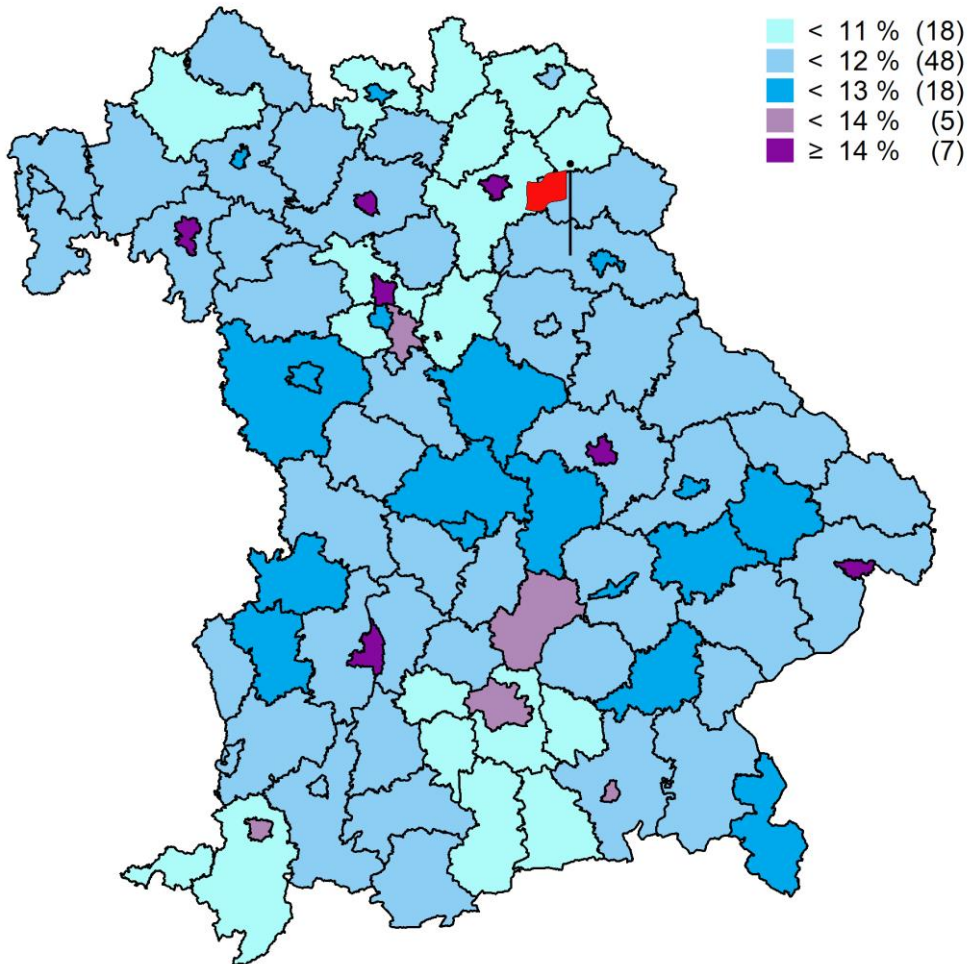 < 11 % (18)
< 12 % (48)
< 13 % (18)
< 14 % (5)
≥ 14 % (7)